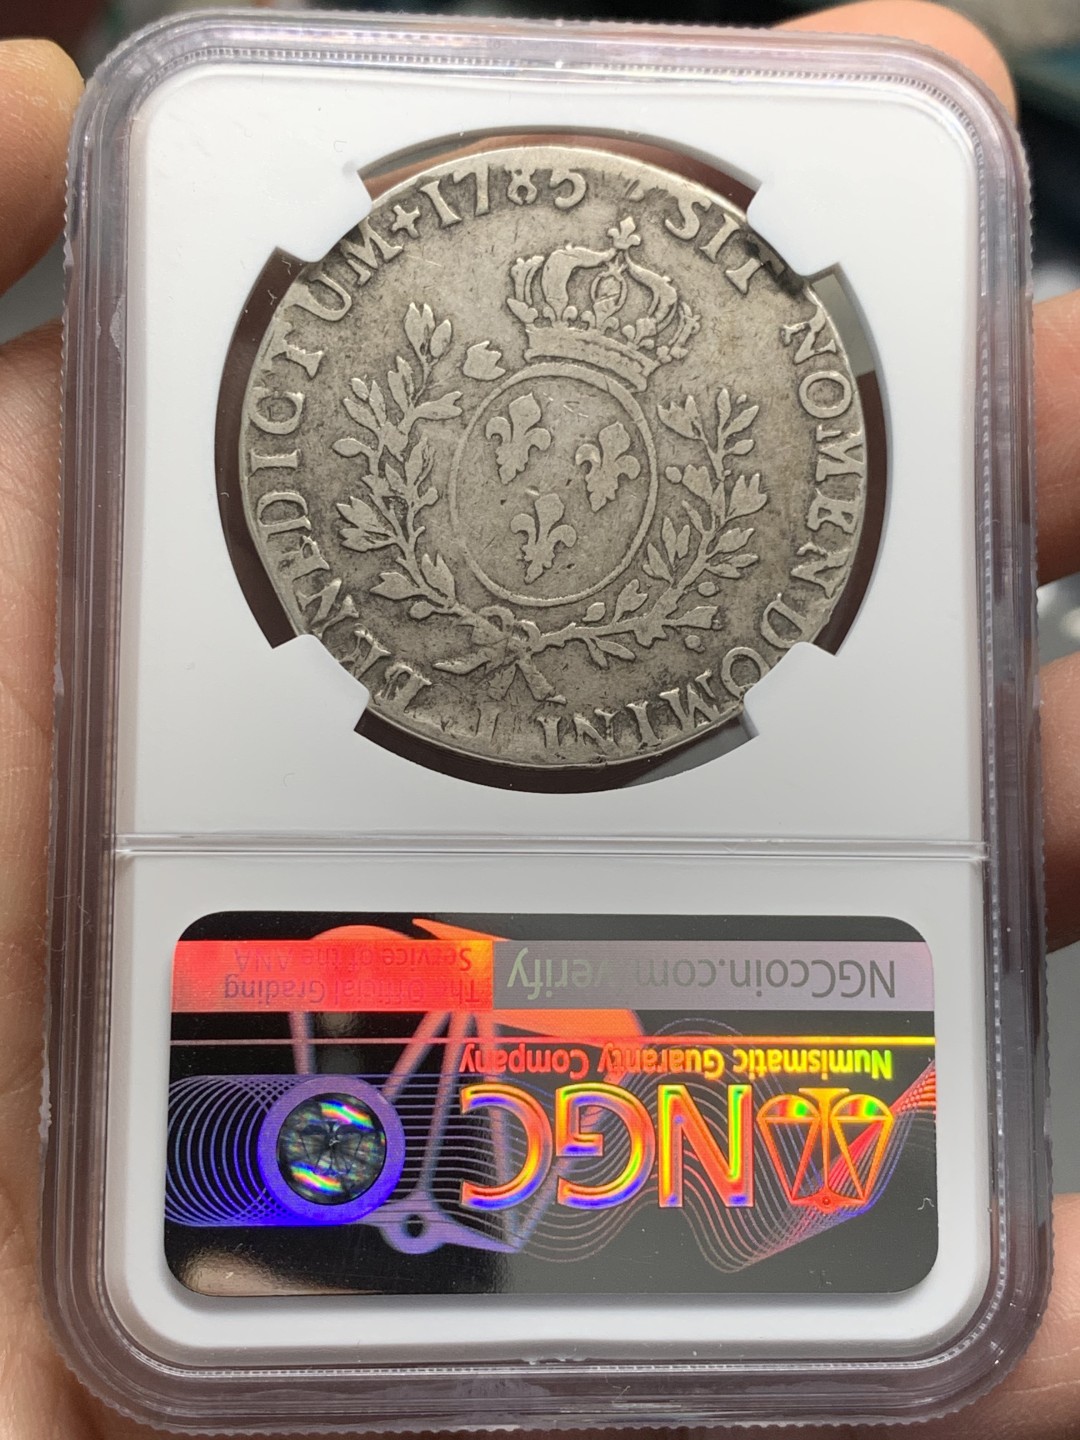 + 1785 SIT NOMEN DOMINI BENEDICTUM
NGCcoin.com/verify
The Official Grading
Service of the ANA
Numismatic Guaranty Company
NGC